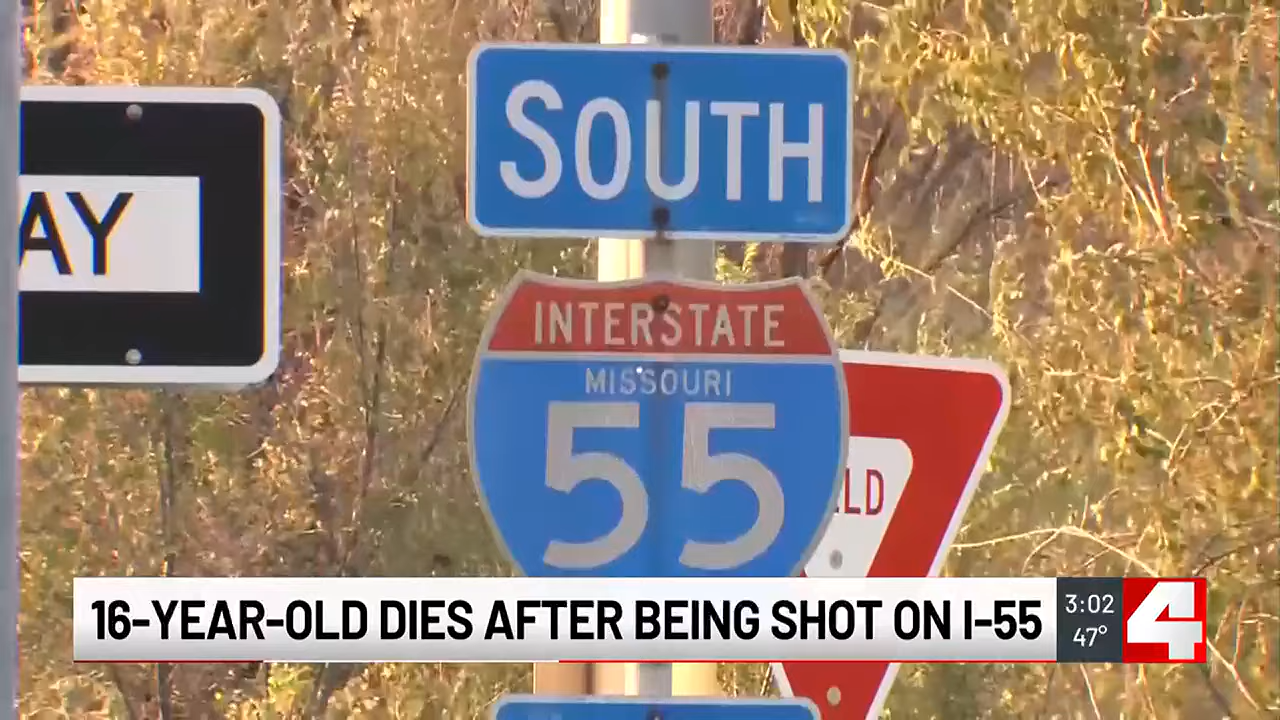 SOUTH
AY
INTERSTATE
MISSOURI
55
LD
16-YEAR-OLD DIES AFTER BEING SHOT ON I-55
3:02
47°
4